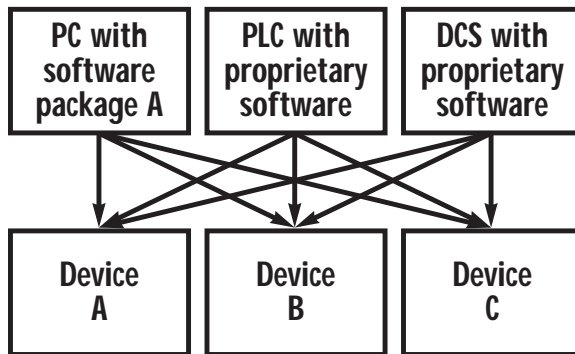 PC with
software
package A
PLC with
proprietary
software
DCS with
proprietary
software
Device
A
Device
B
Device
C